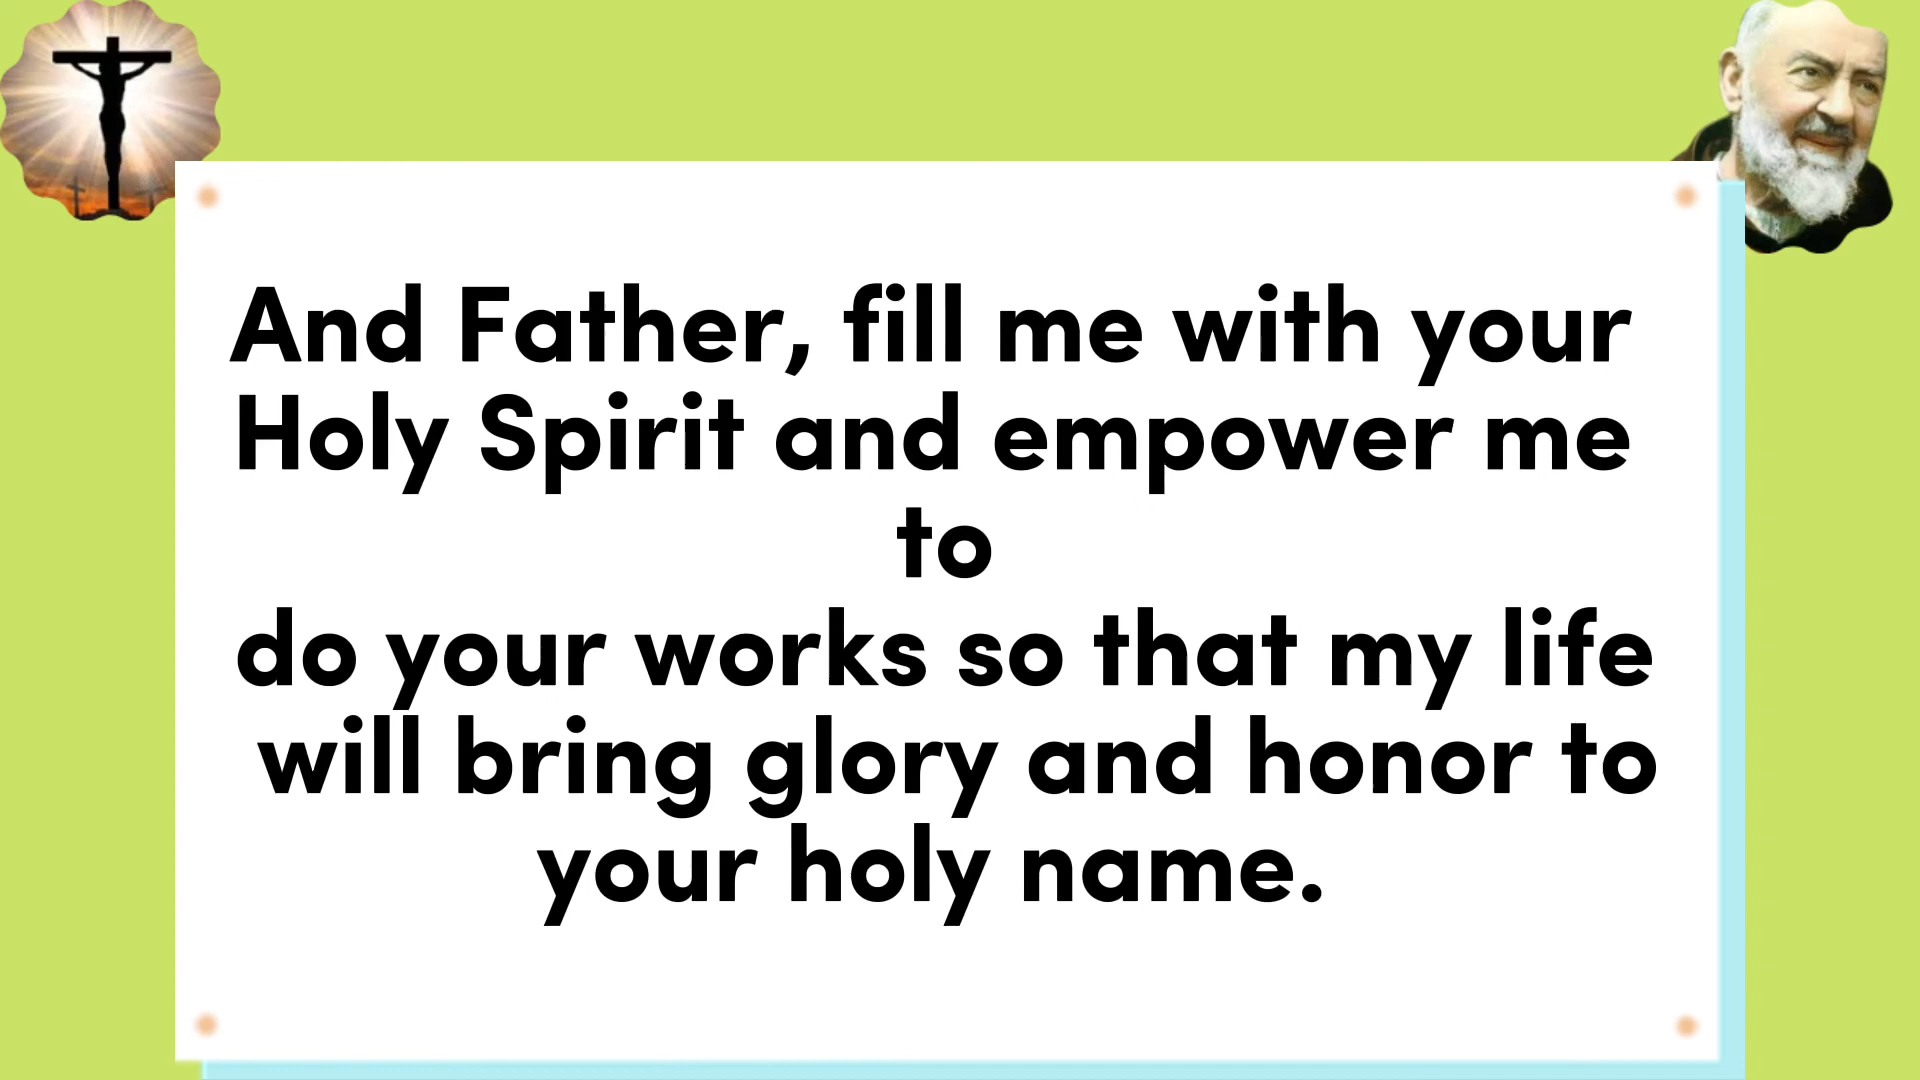 And Father, fill me with your
Holy Spirit and empower me
to
do your works so that my life
will bring glory and honor to
your holy name.